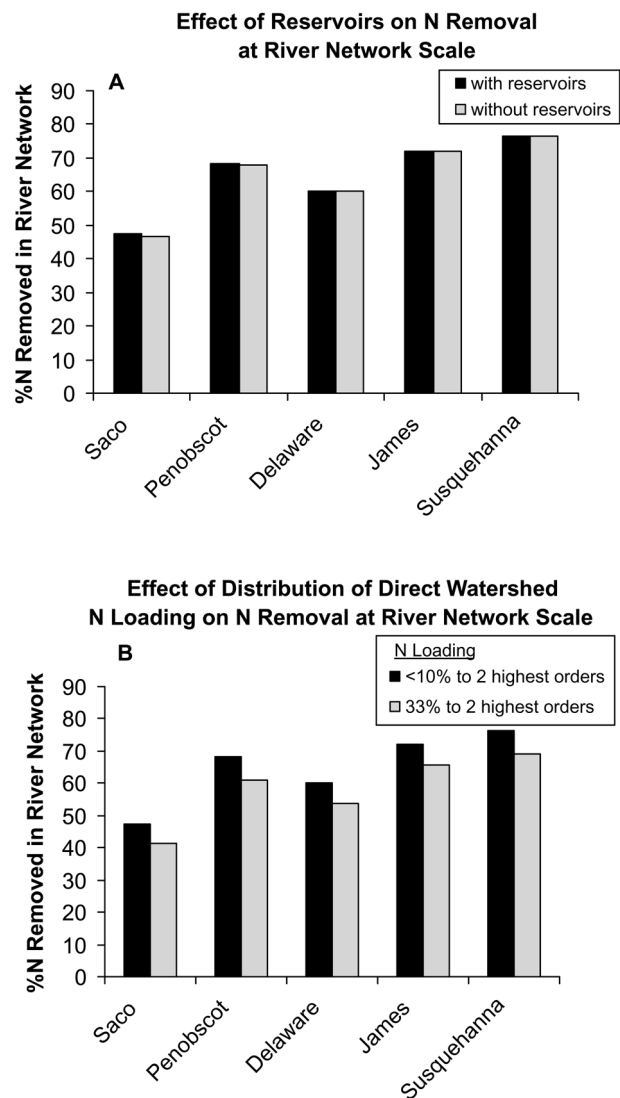 Effect of Reservoirs on N Removal
at River Network Scale
A
with reservoirs
without reservoirs
%N Removed in River Network
90
80
70
60
50
40
30
20
10
0
Saco
Penobscot
Delaware
James
Susquehanna
Effect of Distribution of Direct Watershed
N Loading on N Removal at River Network Scale
B
N Loading
<10% to 2 highest orders
33% to 2 highest orders
%N Removed in River Network
90
80
70
60
50
40
30
20
10
0
Saco
Penobscot
Delaware
James
Susquehanna